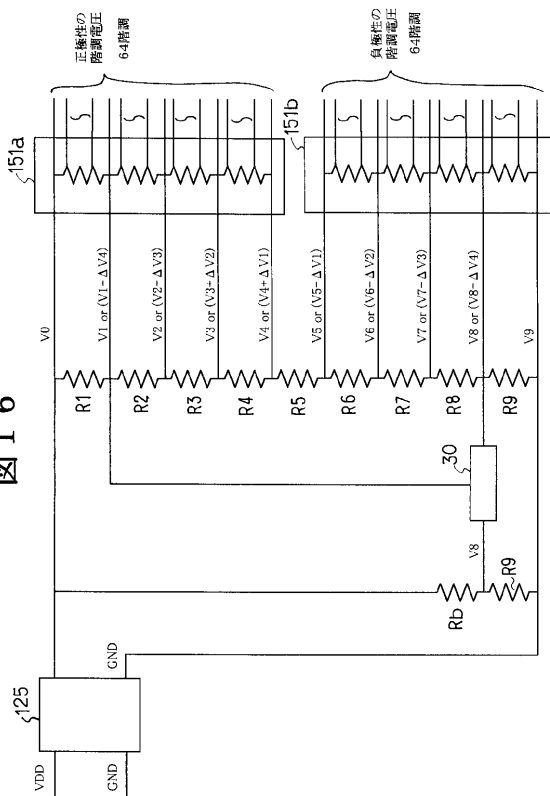 図16
VDD
GND
125
GND
V0
V1 or (V1-ΔV4)
V2 or (V2-ΔV3)
V3 or (V3+ΔV2)
V4 or (V4+ΔV1)
V5 or (V5-ΔV1)
V6 or (V6-ΔV2)
V7 or (V7-ΔV3)
V8 or (V8-ΔV4)
V9
R1
R2
R3
R4
R5
R6
R7
R8
R9
30
V8
Rb
R9
151a
151b
正極性の
階調電圧
64階調
負極性の
階調電圧
64階調